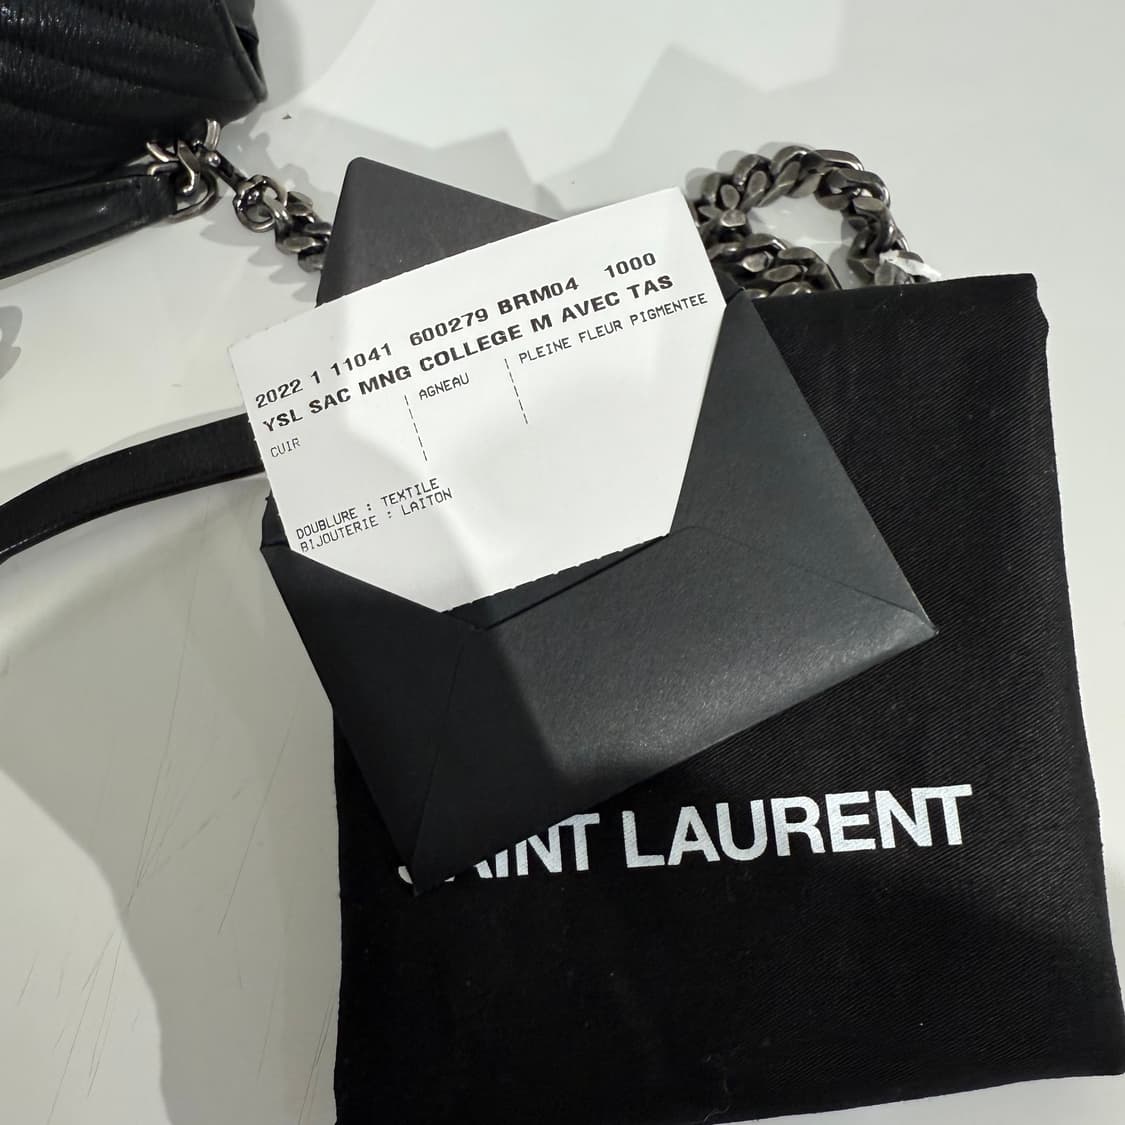 2022 1 11041 600279 BRM04 1000
YSL SAC MNG COLLEGE M AVEC TAS
CUIR AGNEAU PLEINE FLEUR PIGMENTEE
DOUBLURE : TEXTILE
BIJOUTERIE : LAITON
SAINT LAURENT